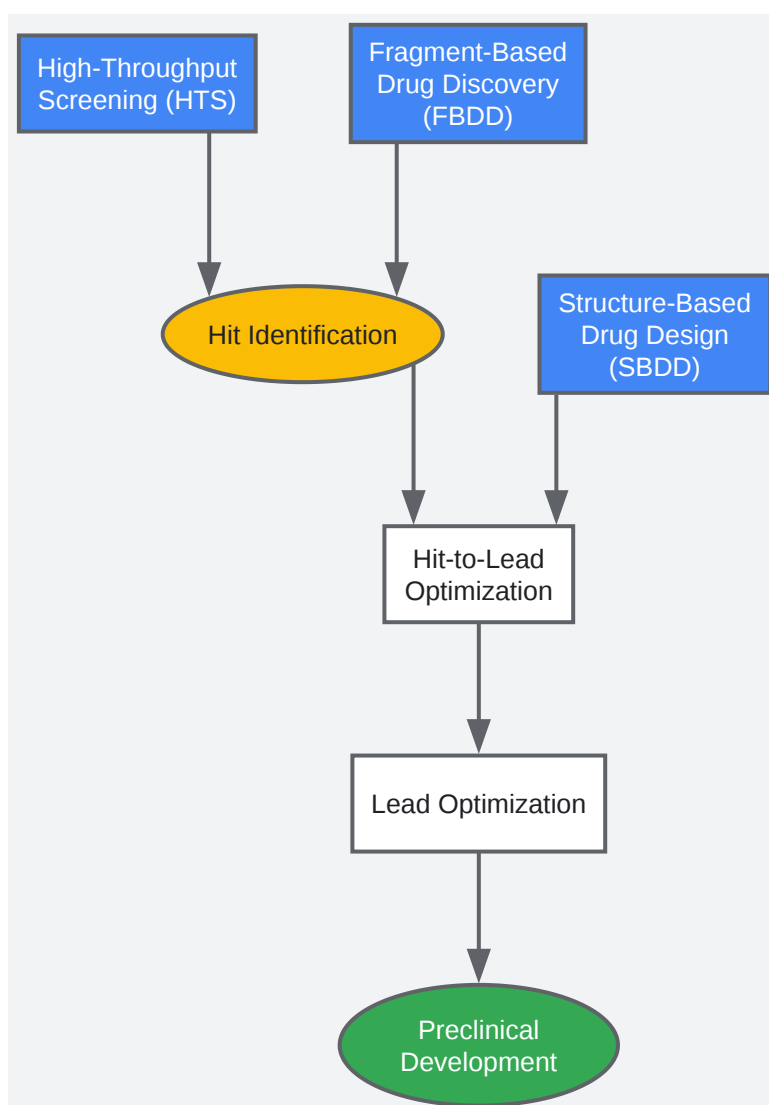 High-Throughput
Screening (HTS)
Fragment-Based
Drug Discovery
(FBDD)
Hit Identification
Structure-Based
Drug Design
(SBDD)
Hit-to-Lead
Optimization
Lead Optimization
Preclinical
Development